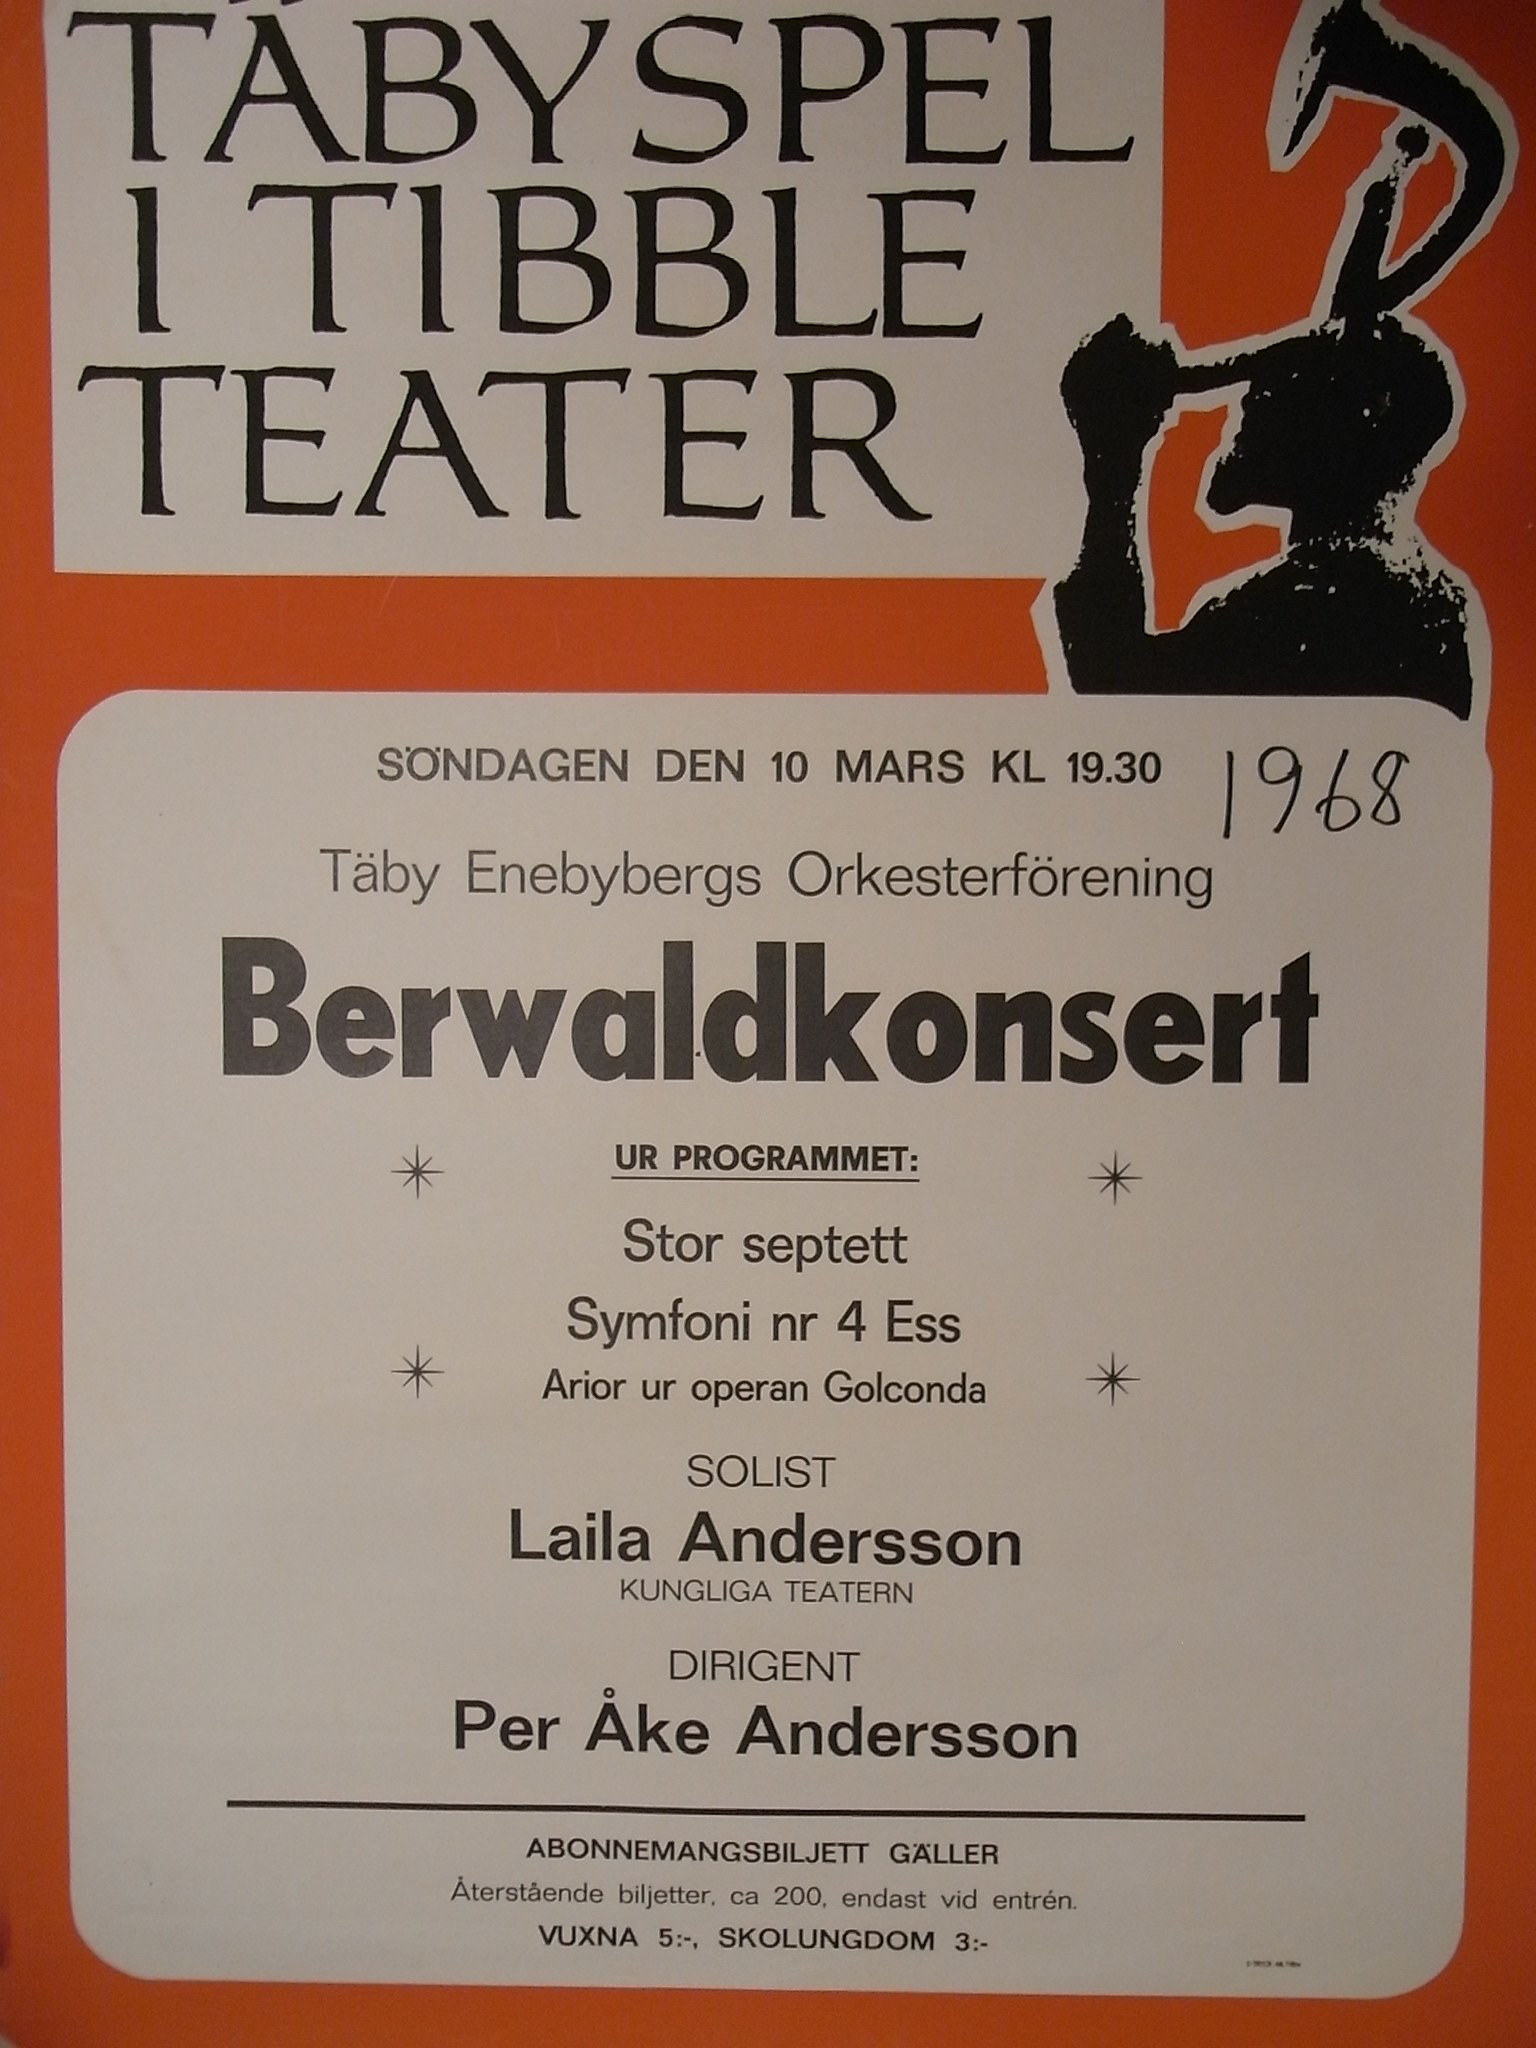 TÄBYSPEL
I TIBBLE
TEATER
SÖNDAGEN DEN 10 MARS KL 19.30 1968
Täby Enebybergs Orkesterförening
Berwaldkonsert
UR PROGRAMMET:
Stor septett
Symfoni nr 4 Ess
Arior ur operan Golconda
SOLIST
Laila Andersson
KUNGLIGA TEATERN
DIRIGENT
Per Åke Andersson
ABONNEMANGSBILJETT GÄLLER
Återstående biljetter, ca 200, endast vid entrén.
VUXNA 5:-, SKOLUNGDOM 3:-